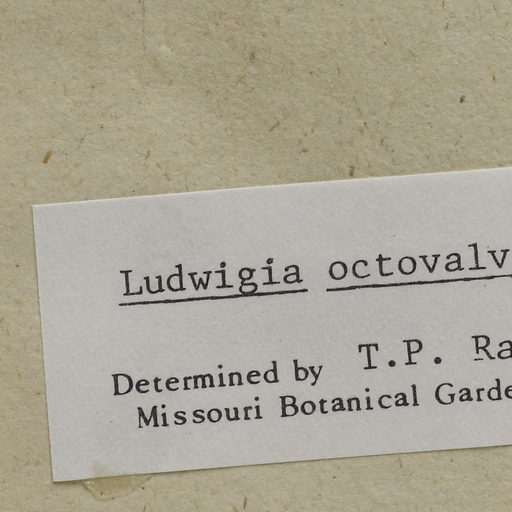 Ludwigia octovalv
Determined by T.P. Ra
Missouri Botanical Garde